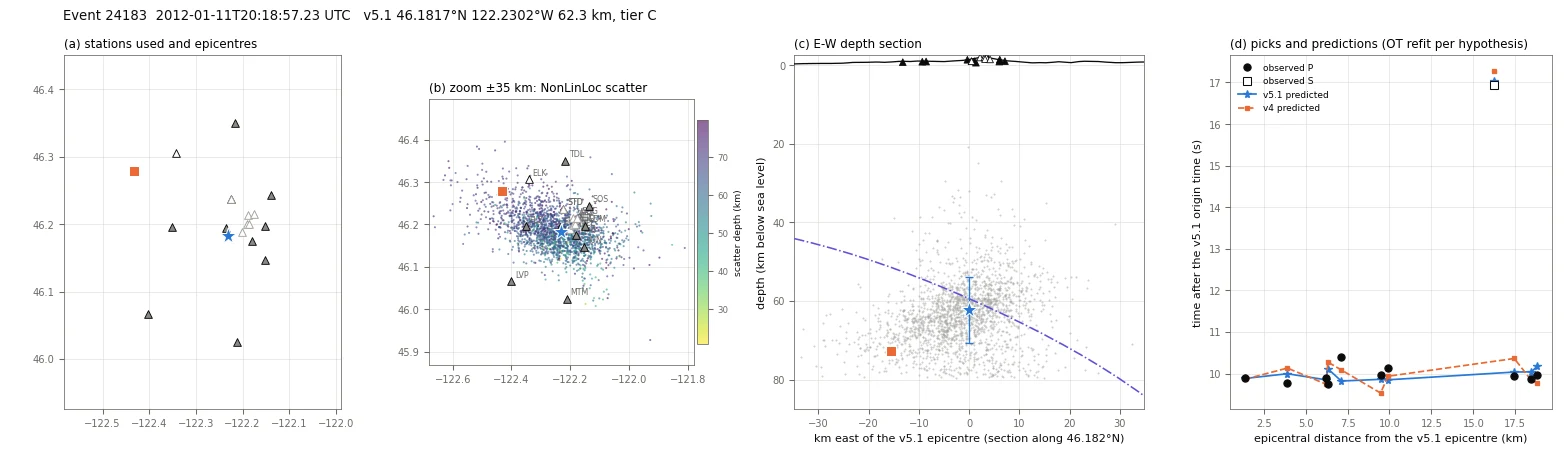 Event 24183  2012-01-11T20:18:57.23 UTC   v5.1 46.1817°N 122.2302°W 62.3 km, tier C
(a) stations used and epicentres
46.4
46.3
46.2
46.1
46.0
−122.5
−122.4
−122.3
−122.2
−122.1
−122.0
(b) zoom ±35 km: NonLinLoc scatter
46.4
46.3
46.2
46.1
46.0
45.9
−122.6
−122.4
−122.2
−122.0
−121.8
TDL
ELK
SOS
STD
LVP
MTM
70
60
50
40
30
scatter depth (km)
(c) E-W depth section
0
20
40
60
80
depth (km below sea level)
−30
−20
−10
0
10
20
30
km east of the v5.1 epicentre (section along 46.182°N)
(d) picks and predictions (OT refit per hypothesis)
observed P
observed S
v5.1 predicted
v4 predicted
17
16
15
14
13
12
11
10
time after the v5.1 origin time (s)
2.5
5.0
7.5
10.0
12.5
15.0
17.5
epicentral distance from the v5.1 epicentre (km)